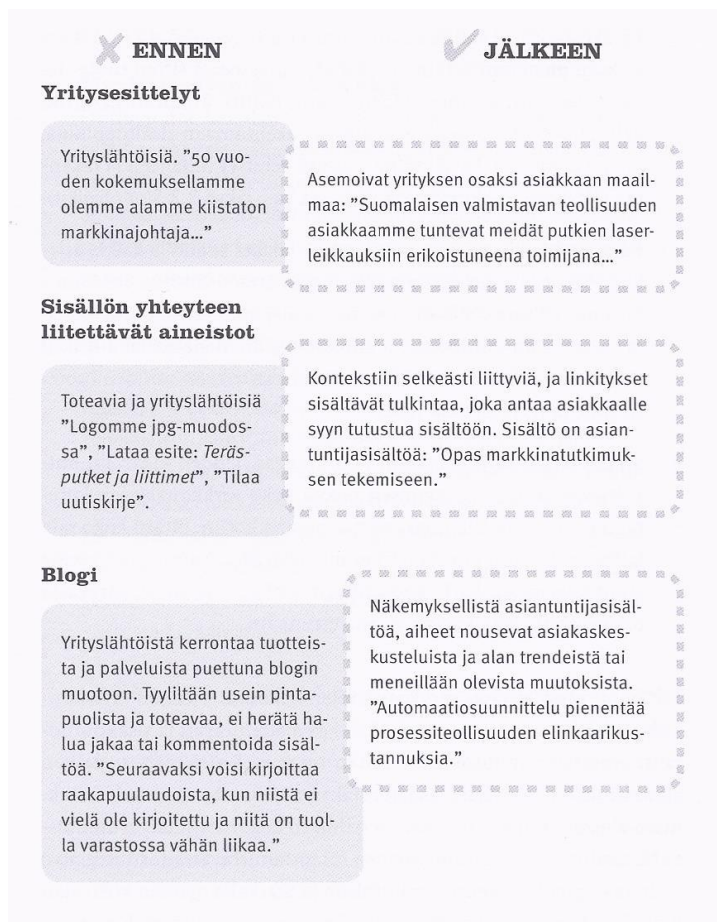 ENNEN
JÄLKEEN
Yritysesittelyt
Yrityslähtöisiä. ”50 vuo-
den kokemuksellamme
olemme alamme kiistaton
markkinajohtaja...”
Asemoivat yrityksen osaksi asiakkaan maail-
maa: ”Suomalaisen valmistavan teollisuuden
asiakkaamme tuntevat meidät putkien laser-
leikkauksiin erikoistuneena toimijana...”
Sisällön yhteyteen
liitettävät aineistot
Toteavia ja yrityslähtöisiä
”Logomme jpg-muodos-
sa”, ”Lataa esite: Teräs-
putket ja liittimet”, ”Tilaa
uutiskirje”.
Kontekstiin selkeästi liittyviä, ja linkitykset
sisältävät tulkintaa, joka antaa asiakkaalle
syyn tutustua sisältöön. Sisältö on asian-
tuntijasisältöä: ”Opas markkinatutkimuk-
sen tekemiseen.”
Blogi
Yrityslähtöistä kerrontaa tuotteis-
ta ja palveluista puettuna blogin
muotoon. Tyyliltään usein pinta-
puolista ja toteavaa, ei herätä ha-
lua jakaa tai kommentoida sisäl-
töä. ”Seuraavaksi voisi kirjoittaa
raakapuulaudoista, kun niistä ei
vielä ole kirjoitettu ja niitä on tuol-
la varastossa vähän liikaa.”
Näkemyksellistä asiantuntijasisäl-
töä, aiheet nousevat asiakaskes-
kusteluista ja alan trendeistä tai
meneillään olevista muutoksista.
”Automaatiosuunnittelu pienentää
prosessiteollisuuden elinkaarikus-
tannuksia.”